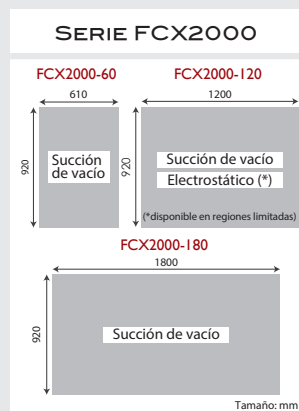 SERIE FCX2000
FCX2000-60
FCX2000-120
610
1200
920
Succión
de vacío
920
Succión de vacío
Electrostático (*)
(*disponible en regiones limitadas)
FCX2000-180
1800
920
Succión de vacío
Tamaño: mm